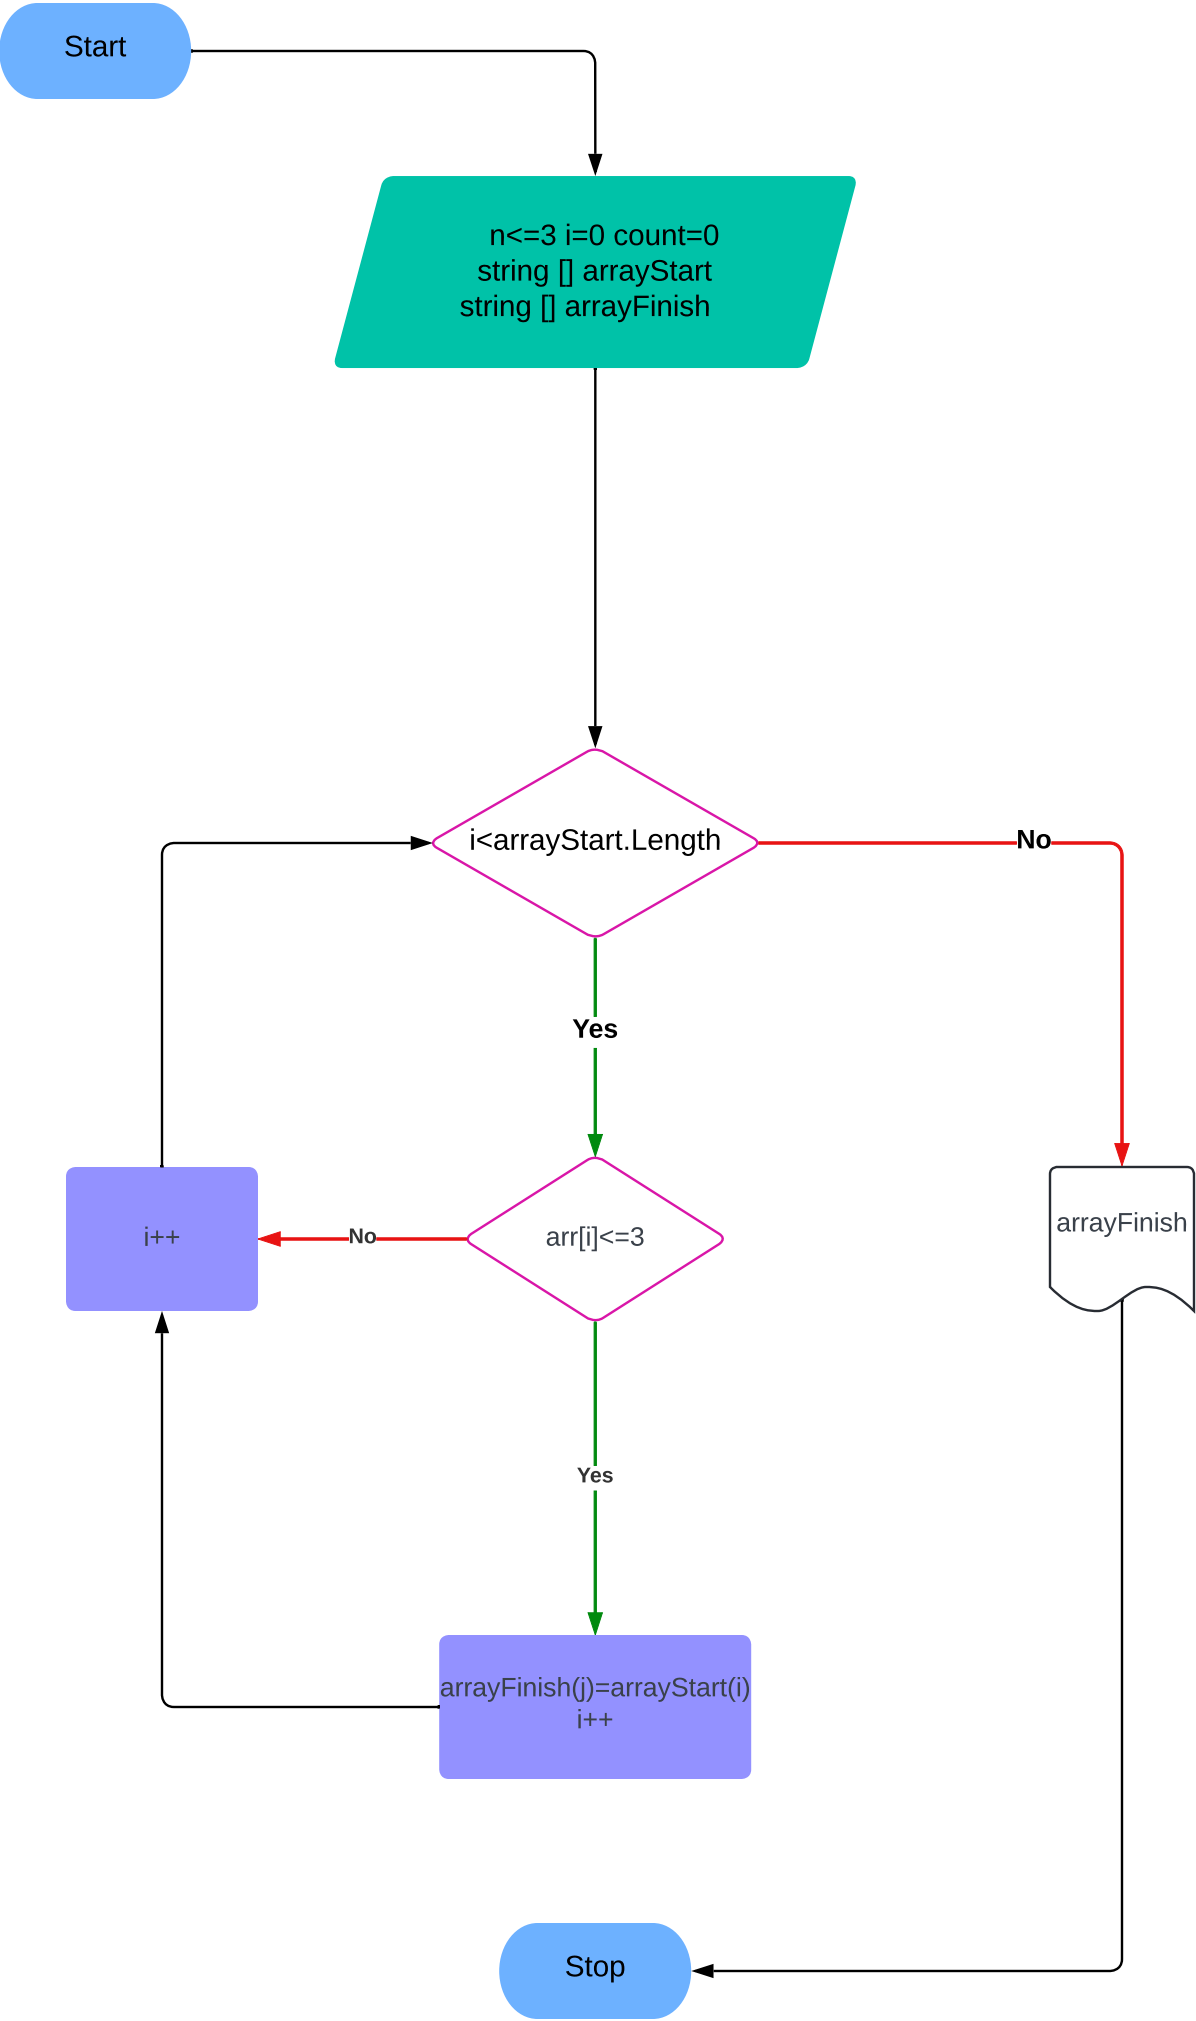 Start
n<=3 i=0 count=0
string [] arrayStart
string [] arrayFinish
i<arrayStart.Length
No
Yes
i++
No
arr[i]<=3
arrayFinish
Yes
arrayFinish(j)=arrayStart(i)
i++
Stop